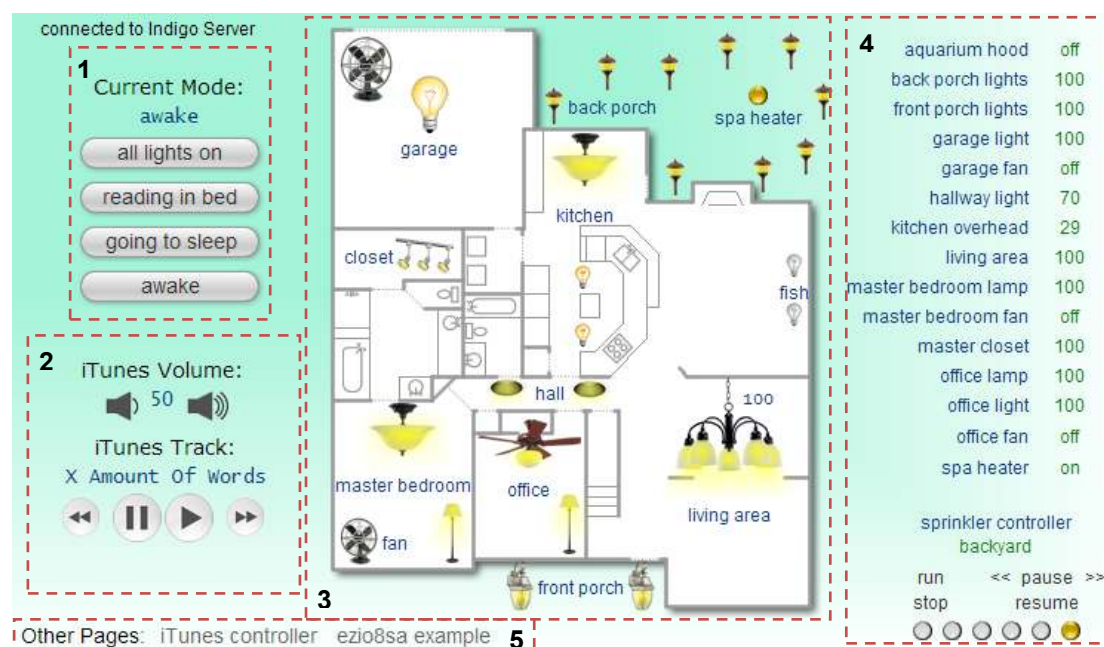 connected to Indigo Server
1
Current Mode:
awake
all lights on
reading in bed
going to sleep
awake
2
iTunes Volume:
50
iTunes Track:
X Amount Of Words
3
garage
back porch
spa heater
kitchen
closet
fish
hall
100
master bedroom
office
living area
fan
front porch
4
aquarium hood off
back porch lights 100
front porch lights 100
garage light 100
garage fan off
hallway light 70
kitchen overhead 29
living area 100
master bedroom lamp 100
master bedroom fan off
master closet 100
office lamp 100
office light 100
office fan off
spa heater on
sprinkler controller
backyard
run << pause >>
stop resume
Other Pages: iTunes controller ezio8sa example 5